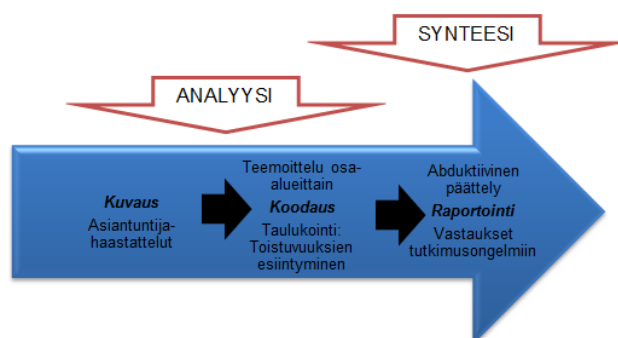 SYNTEESI
ANALYYSI
Kuvaus
Asiantuntija-
haastattelut
Teemoittelu osa-
alueittain
Koodaus
Taulukointi:
Toistuvuuksien
esiintyminen
Abduktiivinen
päättely
Raportointi
Vastaukset
tutkimusongelmiin